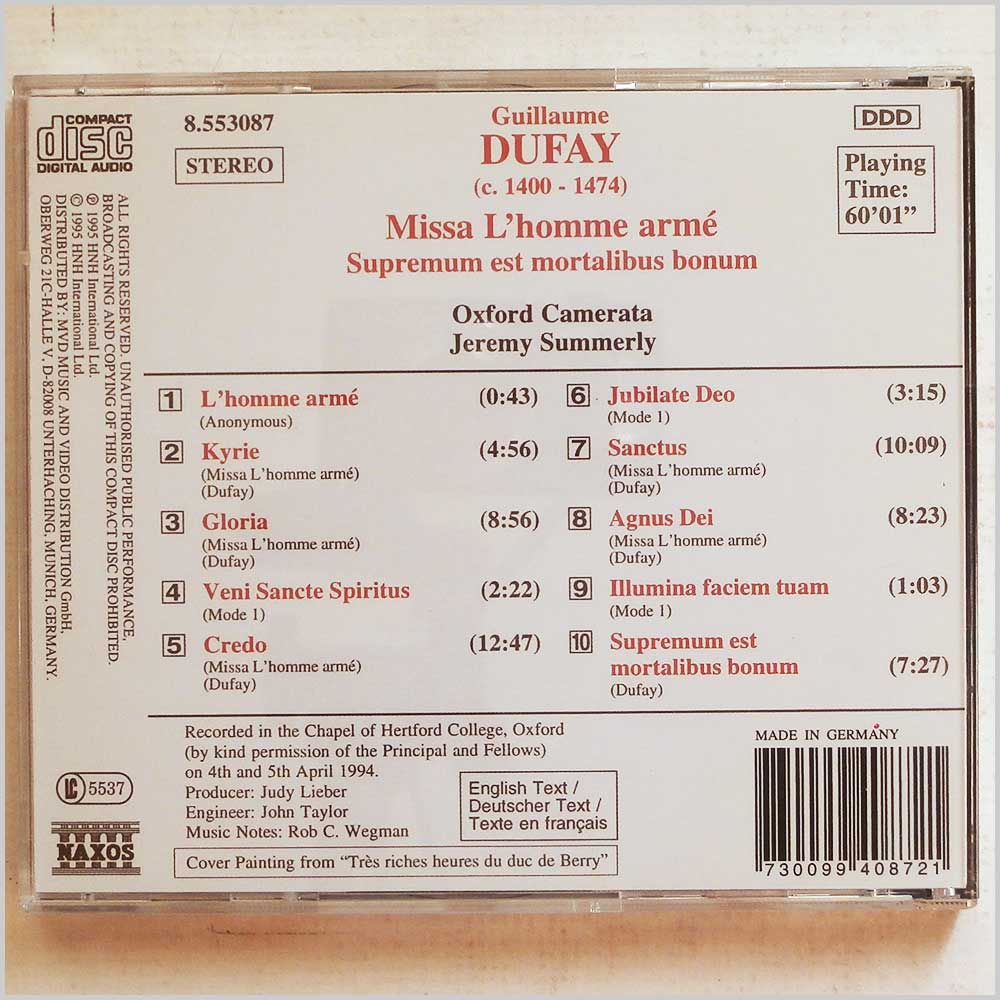 COMPACT
disc
DIGITAL AUDIO
8.553087
STEREO
Guillaume
DUFAY
(c. 1400 - 1474)
Missa L'homme armé
Supremum est mortalibus bonum
DDD
Playing
Time:
60'01”
Oxford Camerata
Jeremy Summerly
1 L'homme armé (0:43)
(Anonymous)
2 Kyrie (4:56)
(Missa L'homme armé)
(Dufay)
3 Gloria (8:56)
(Missa L'homme armé)
(Dufay)
4 Veni Sancte Spiritus (2:22)
(Mode 1)
5 Credo (12:47)
(Missa L'homme armé)
(Dufay)
6 Jubilate Deo (3:15)
(Mode 1)
7 Sanctus (10:09)
(Missa L'homme armé)
(Dufay)
8 Agnus Dei (8:23)
(Missa L'homme armé)
(Dufay)
9 Illumina faciem tuam (1:03)
(Mode 1)
10 Supremum est
mortalibus bonum (7:27)
(Dufay)
ALL RIGHTS RESERVED. UNAUTHORISED PUBLIC PERFORMANCE,
BROADCASTING AND COPYING OF THIS COMPACT DISC PROHIBITED.
℗ 1995 HNH International Ltd.
© 1995 HNH International Ltd.
DISTRIBUTED BY: MVD MUSIC AND VIDEO DISTRIBUTION GmbH,
OBERWEG 21C-HALLE V, D-82008 UNTERHACHING, MUNICH, GERMANY.
Recorded in the Chapel of Hertford College, Oxford
(by kind permission of the Principal and Fellows)
on 4th and 5th April 1994.
Producer: Judy Lieber
Engineer: John Taylor
Music Notes: Rob C. Wegman
English Text /
Deutscher Text /
Texte en français
Cover Painting from “Très riches heures du duc de Berry”
LC 5537
NAXOS
MADE IN GERMANY
7 30099 40872 1